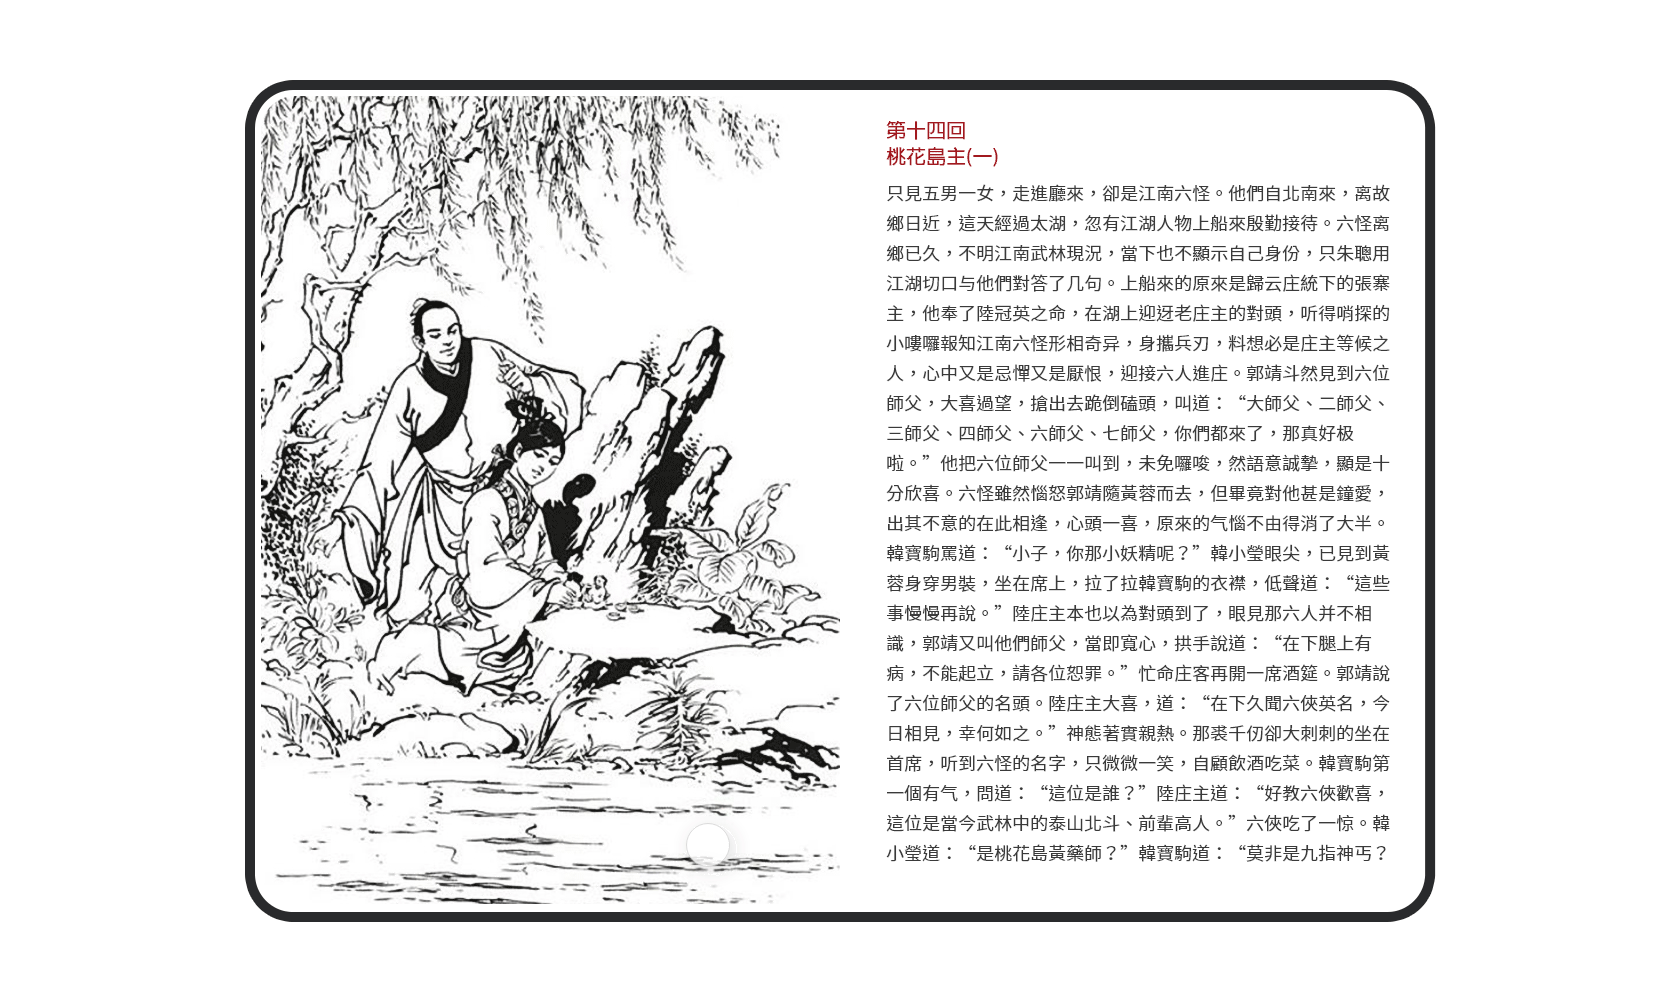 第十四回
桃花島主(一)
只見五男一女，走進廳來，卻是江南六怪。他們自北南來，离故
鄉日近，這天經過太湖，忽有江湖人物上船來殷勤接待。六怪离
鄉已久，不明江南武林現況，當下也不顯示自己身份，只朱聰用
江湖切口与他們對答了几句。上船來的原來是歸云庄統下的張寨
主，他奉了陸冠英之命，在湖上迎迓老庄主的對頭，听得哨探的
小嘍囉報知江南六怪形相奇异，身攜兵刃，料想必是庄主等候之
人，心中又是忌憚又是厭恨，迎接六人進庄。郭靖斗然見到六位
師父，大喜過望，搶出去跪倒磕頭，叫道：“大師父、二師父、
三師父、四師父、六師父、七師父，你們都來了，那真好极
啦。”他把六位師父一一叫到，未免囉唆，然語意誠摯，顯是十
分欣喜。六怪雖然惱怒郭靖隨黃蓉而去，但畢竟對他甚是鐘愛，
出其不意的在此相逢，心頭一喜，原來的气惱不由得消了大半。
韓寶駒罵道：“小子，你那小妖精呢？”韓小瑩眼尖，已見到黃
蓉身穿男裝，坐在席上，拉了拉韓寶駒的衣襟，低聲道：“這些
事慢慢再說。”陸庄主本也以為對頭到了，眼見那六人并不相
識，郭靖又叫他們師父，當即寬心，拱手說道：“在下腿上有
病，不能起立，請各位恕罪。”忙命庄客再開一席酒筵。郭靖說
了六位師父的名頭。陸庄主大喜，道：“在下久聞六俠英名，今
日相見，幸何如之。”神態著實親熱。那裘千仞卻大刺刺的坐在
首席，听到六怪的名字，只微微一笑，自顧飲酒吃菜。韓寶駒第
一個有气，問道：“這位是誰？”陸庄主道：“好教六俠歡喜，
這位是當今武林中的泰山北斗、前輩高人。”六俠吃了一惊。韓
小瑩道：“是桃花島黃藥師？”韓寶駒道：“莫非是九指神丐？